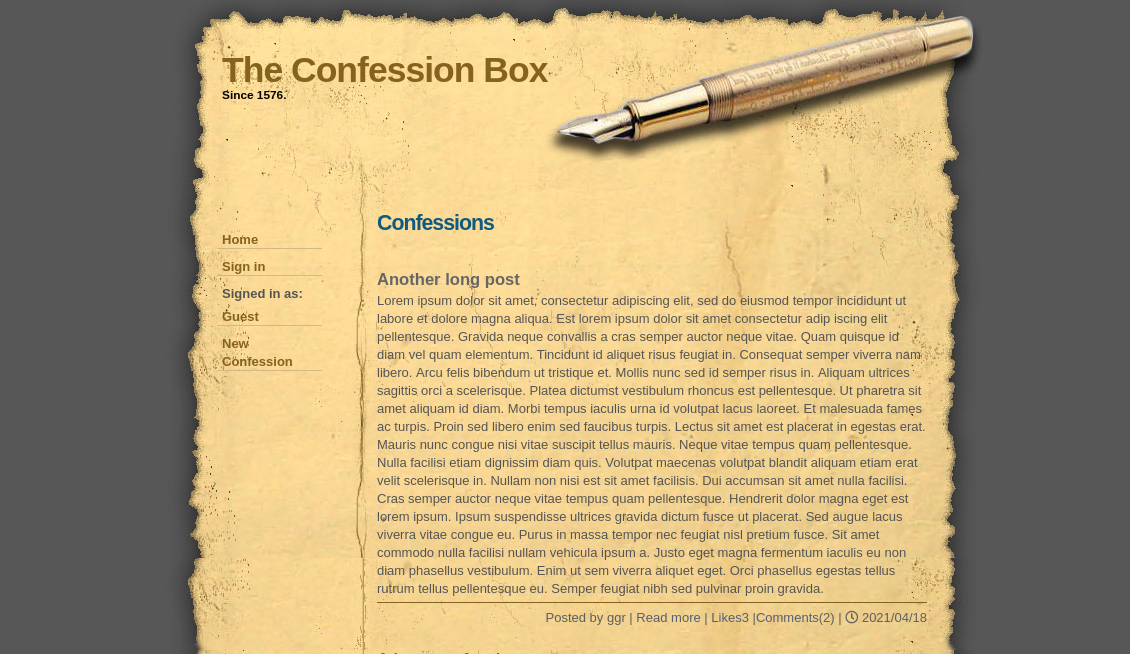 The Confession Box
Since 1576.
Home
Sign in
Signed in as:
Guest
New
Confession
Confessions
Another long post
Lorem ipsum dolor sit amet, consectetur adipiscing elit, sed do eiusmod tempor incididunt ut
labore et dolore magna aliqua. Est lorem ipsum dolor sit amet consectetur adip iscing elit
pellentesque. Gravida neque convallis a cras semper auctor neque vitae. Quam quisque id
diam vel quam elementum. Tincidunt id aliquet risus feugiat in. Consequat semper viverra nam
libero. Arcu felis bibendum ut tristique et. Mollis nunc sed id semper risus in. Aliquam ultrices
sagittis orci a scelerisque. Platea dictumst vestibulum rhoncus est pellentesque. Ut pharetra sit
amet aliquam id diam. Morbi tempus iaculis urna id volutpat lacus laoreet. Et malesuada fames
ac turpis. Proin sed libero enim sed faucibus turpis. Lectus sit amet est placerat in egestas erat.
Mauris nunc congue nisi vitae suscipit tellus mauris. Neque vitae tempus quam pellentesque.
Nulla facilisi etiam dignissim diam quis. Volutpat maecenas volutpat blandit aliquam etiam erat
velit scelerisque in. Nullam non nisi est sit amet facilisis. Dui accumsan sit amet nulla facilisi.
Cras semper auctor neque vitae tempus quam pellentesque. Hendrerit dolor magna eget est
lorem ipsum. Ipsum suspendisse ultrices gravida dictum fusce ut placerat. Sed augue lacus
viverra vitae congue eu. Purus in massa tempor nec feugiat nisl pretium fusce. Sit amet
commodo nulla facilisi nullam vehicula ipsum a. Justo eget magna fermentum iaculis eu non
diam phasellus vestibulum. Enim ut sem viverra aliquet eget. Orci phasellus egestas tellus
rutrum tellus pellentesque eu. Semper feugiat nibh sed pulvinar proin gravida.
Posted by ggr | Read more | Likes3 |Comments(2) | 2021/04/18